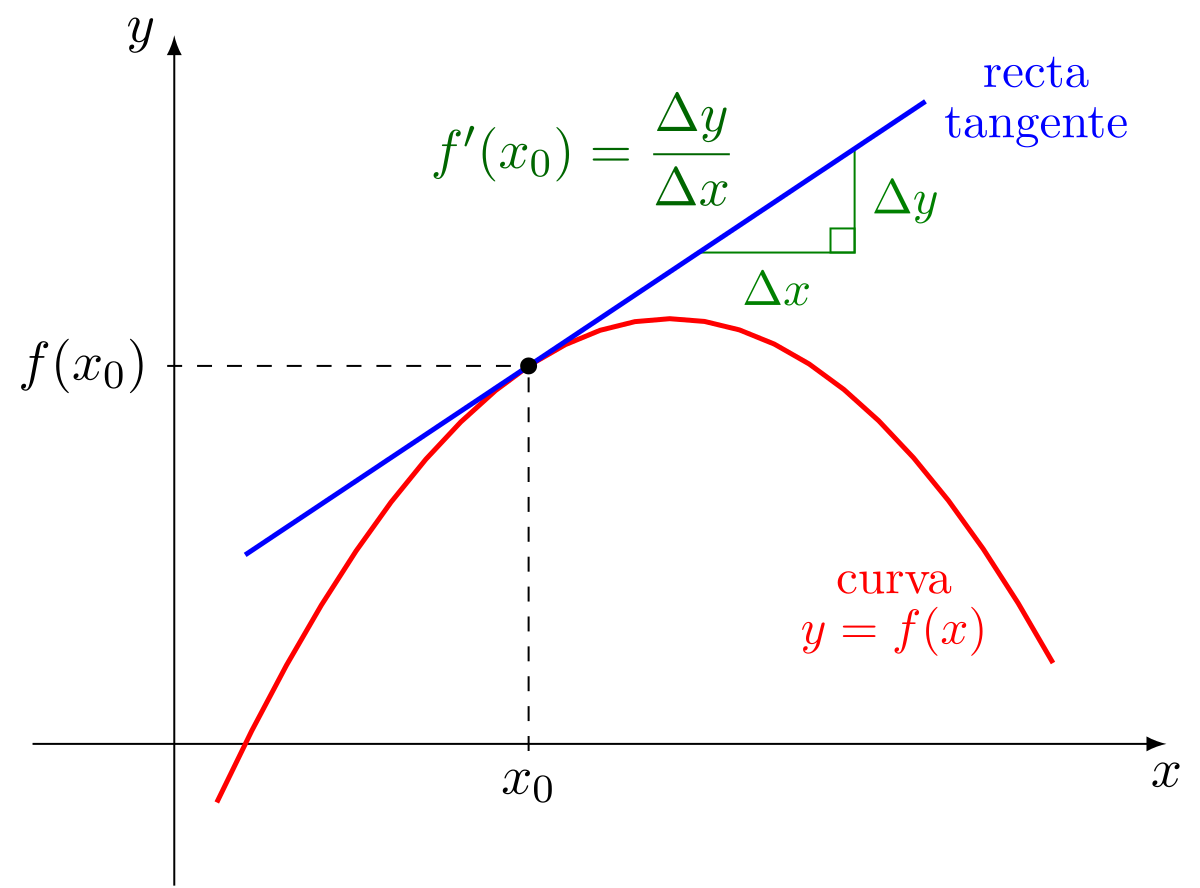 y
recta
tangente
f′(x₀) = Δy/Δx
Δy
Δx
f(x₀)
curva
y = f(x)
x₀
x